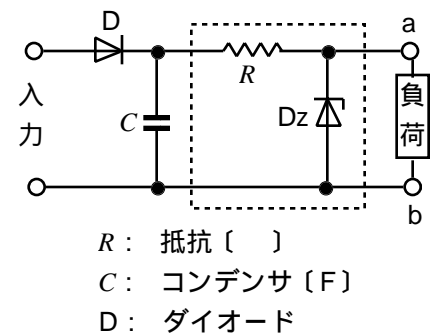 D
a
R
入力
C
Dz
負荷
b
R : 抵抗〔 〕
C : コンデンサ〔F〕
D : ダイオード